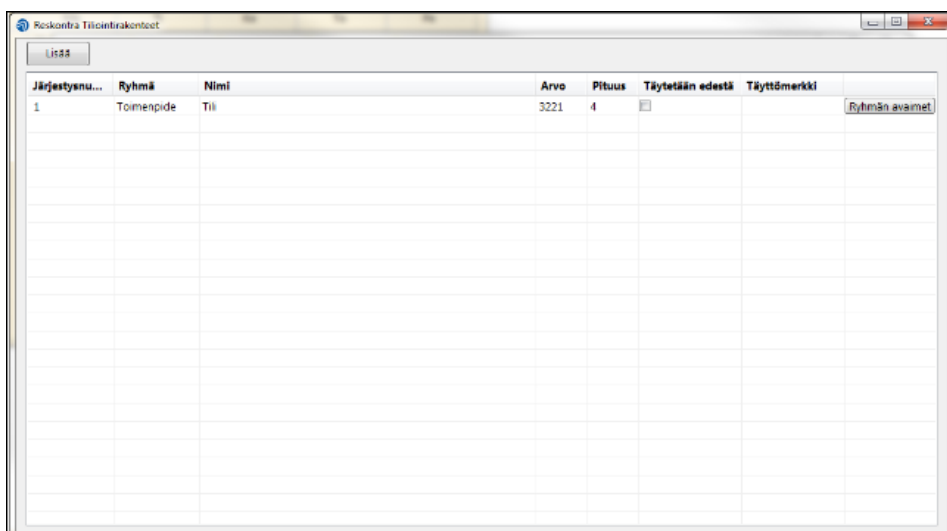 Reskontra Tiliöintirakenteet
Lisää
Järjestysnu... Ryhmä Nimi Arvo Pituus Täytetään edestä Täyttömerkki
1 Toimenpide Tili 3221 4 Ryhmän avaimet